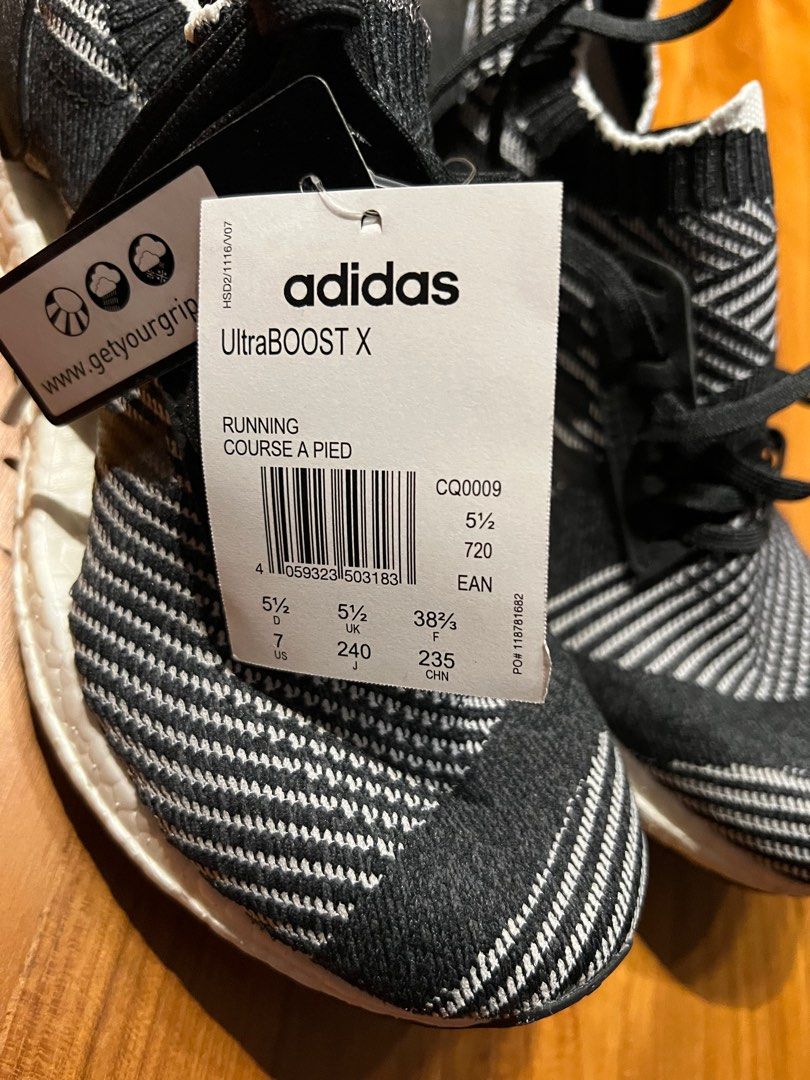 HSD2/1116/V07
adidas
UltraBOOST X
www.getyourgrip
RUNNING
COURSE A PIED
CQ0009
5½
720
EAN
4 059323 503183
5½ 5½ 38⅔
D UK F
7 240 235
US J CHN
PO# 118781682